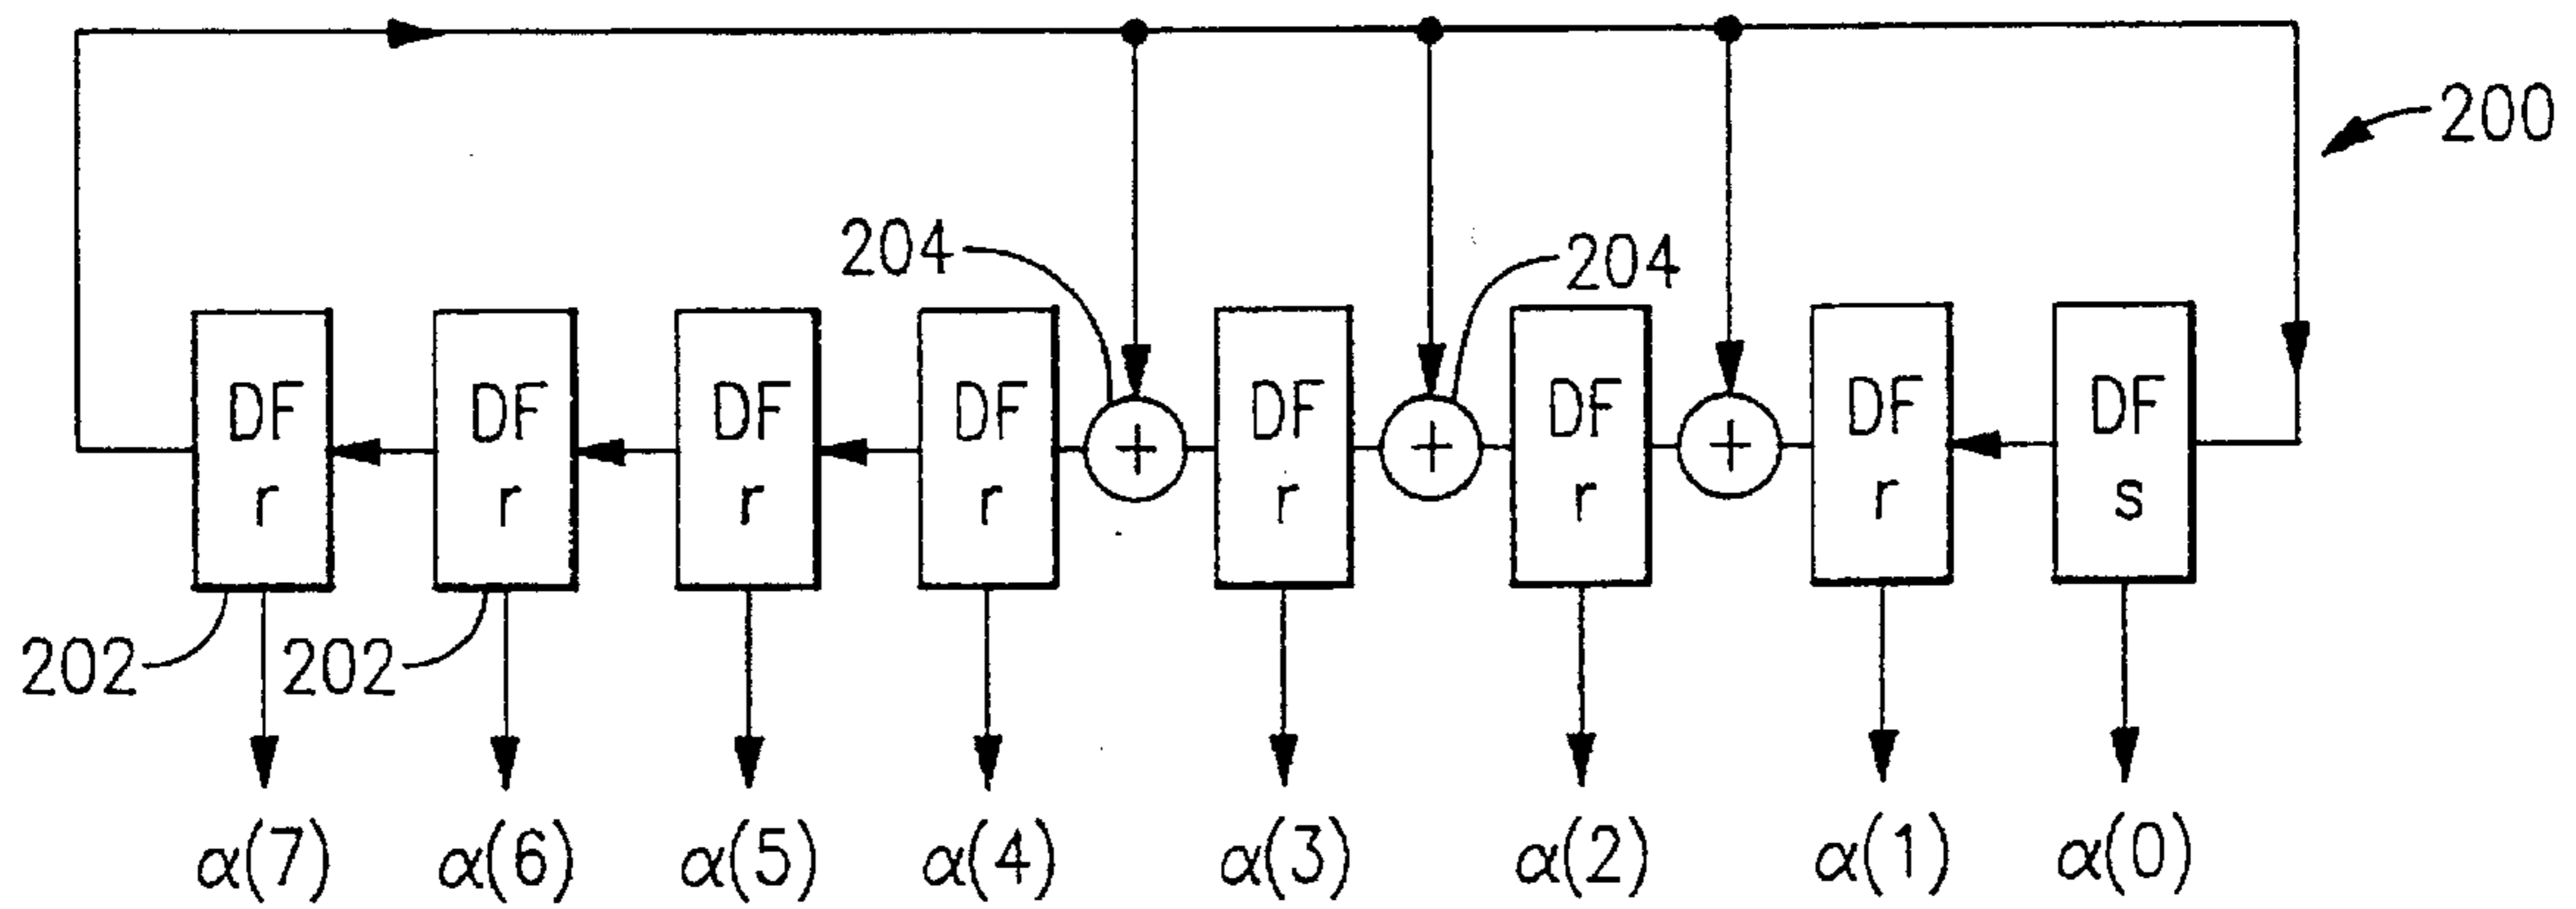 200
204
204
DF DF DF DF + DF + DF + DF DF
r r r r r r r s
202 202
α(7) α(6) α(5) α(4) α(3) α(2) α(1) α(0)